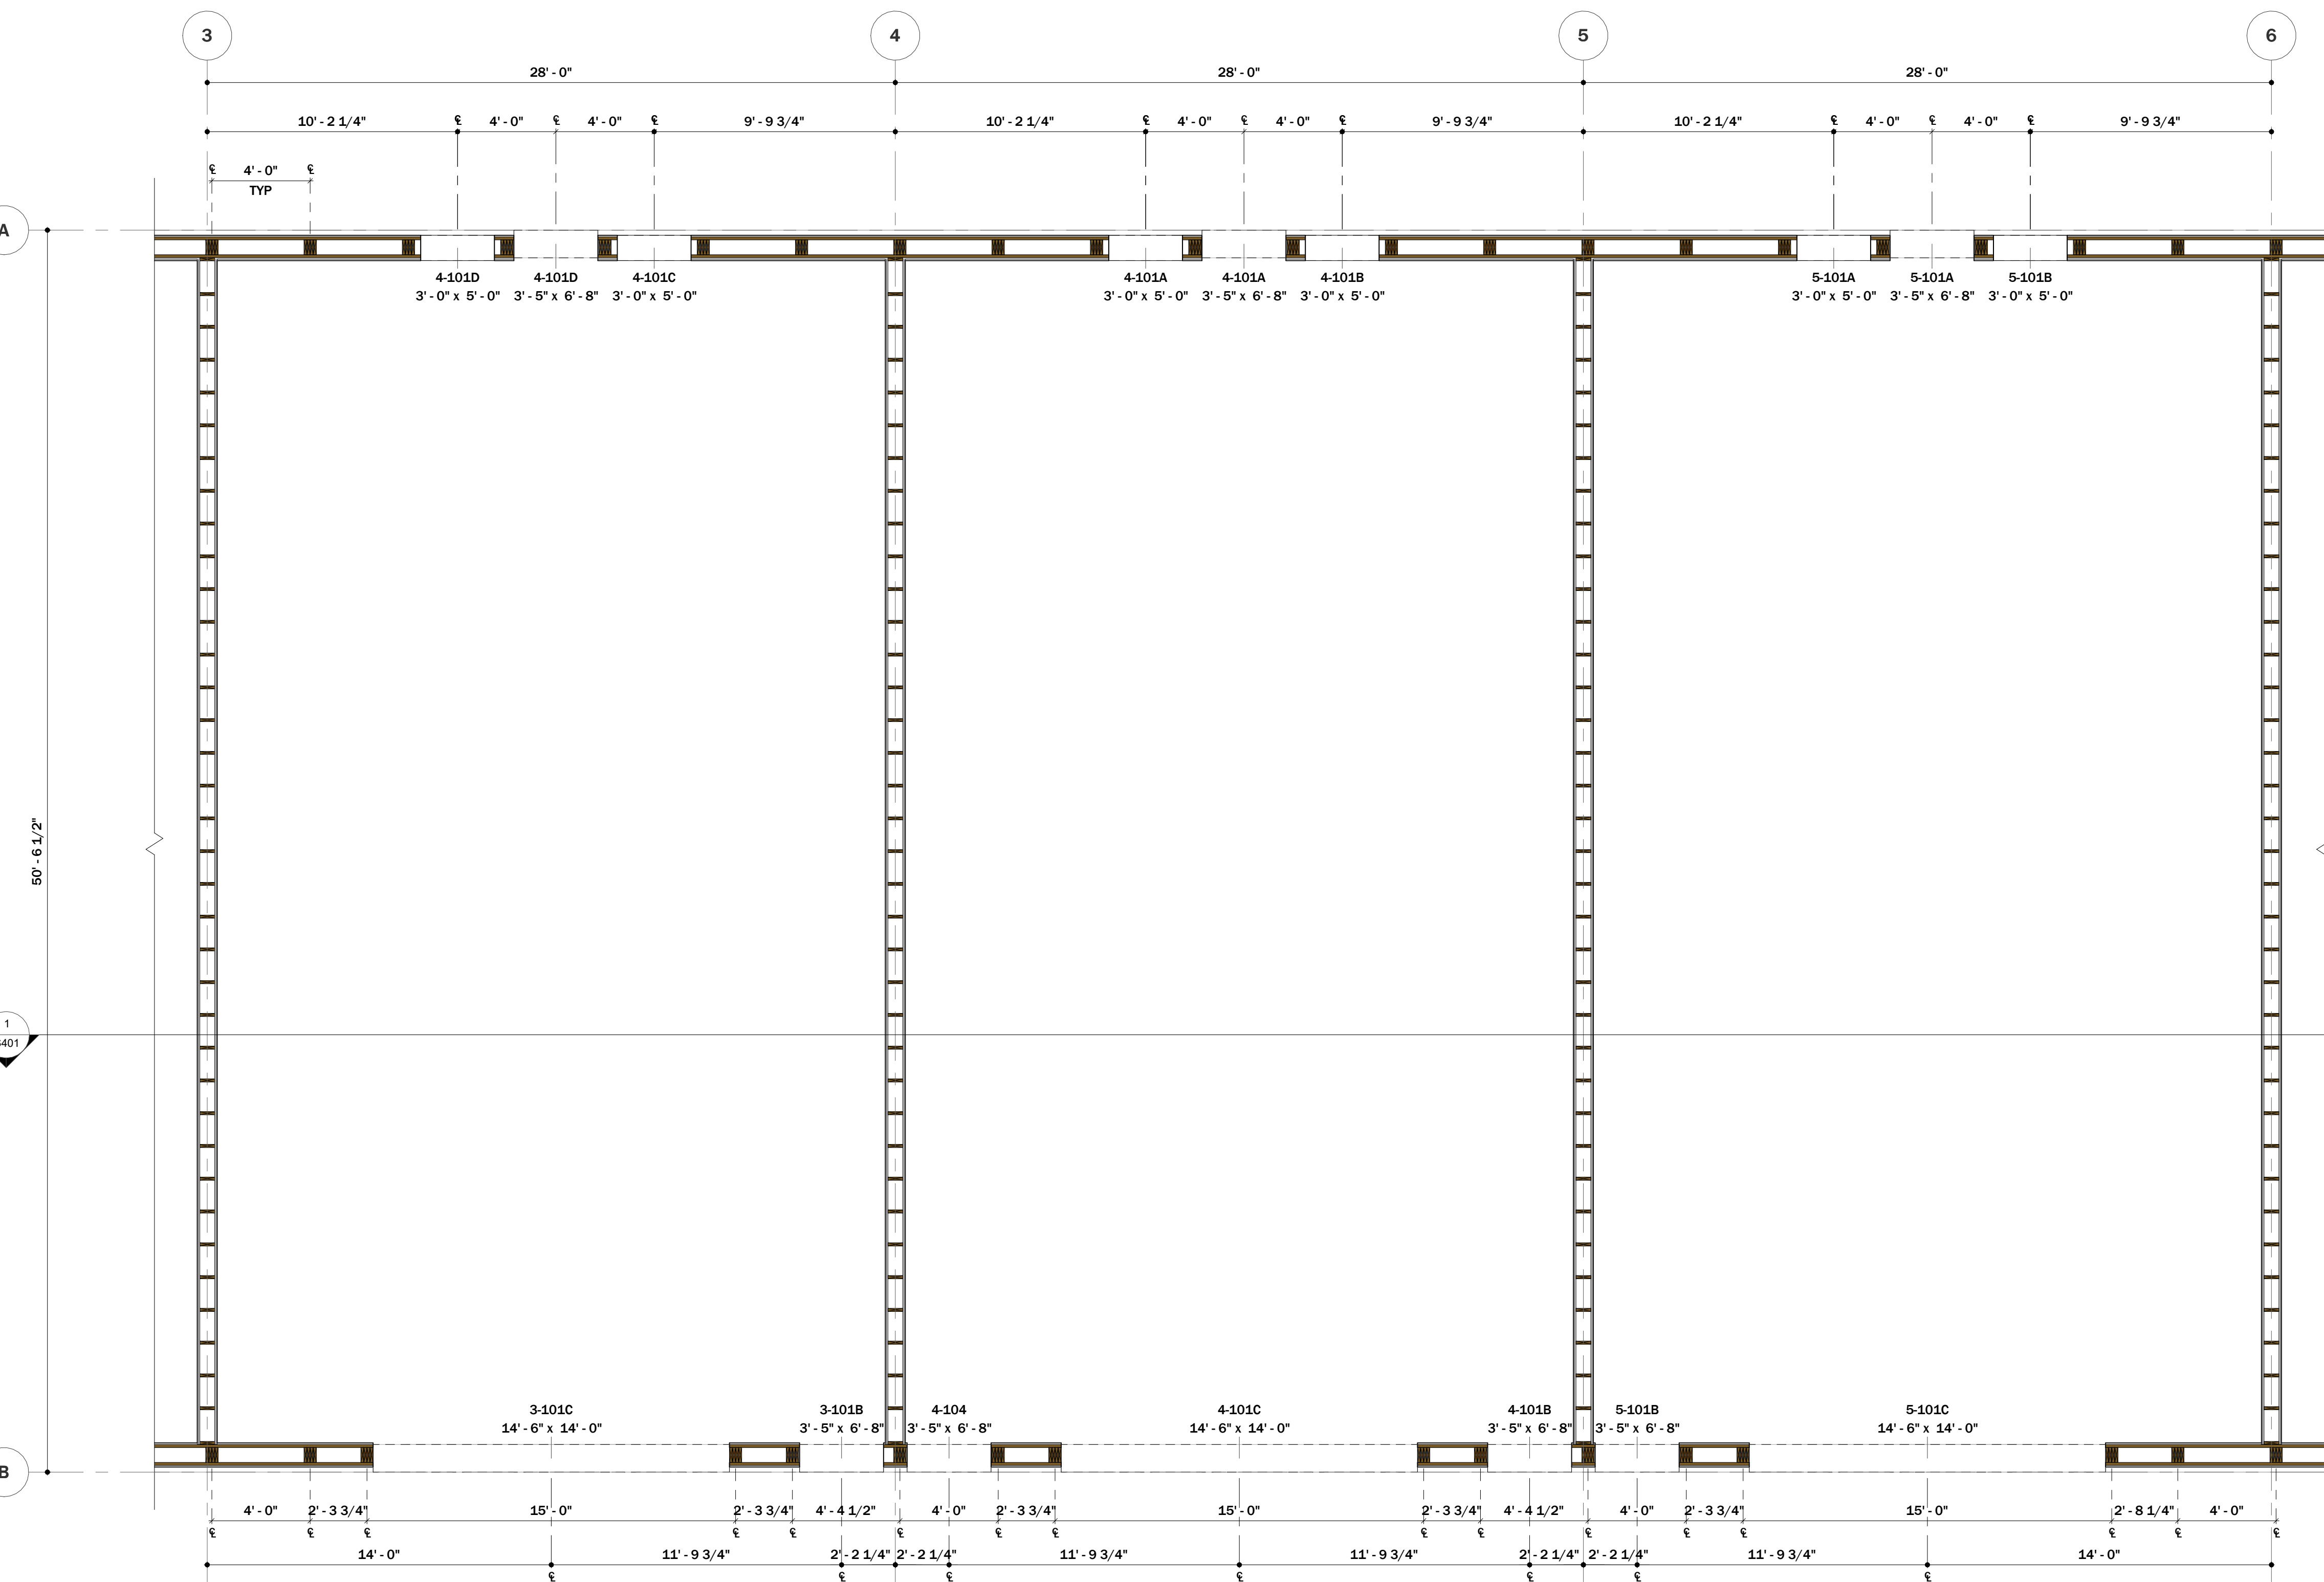 3 4 5 6
28' - 0" 28' - 0" 28' - 0"
10' - 2 1/4" ℄ 4' - 0" ℄ 4' - 0" ℄ 9' - 9 3/4" 10' - 2 1/4" ℄ 4' - 0" ℄ 4' - 0" ℄ 9' - 9 3/4" 10' - 2 1/4" ℄ 4' - 0" ℄ 4' - 0" ℄ 9' - 9 3/4"
℄ 4' - 0" ℄
TYP
A
4-101D 4-101D 4-101C 4-101A 4-101A 4-101B 5-101A 5-101A 5-101B
3' - 0" x 5' - 0" 3' - 5" x 6' - 8" 3' - 0" x 5' - 0" 3' - 0" x 5' - 0" 3' - 5" x 6' - 8" 3' - 0" x 5' - 0" 3' - 0" x 5' - 0" 3' - 5" x 6' - 8" 3' - 0" x 5' - 0"
50' - 6 1/2"
1
401
3-101C 3-101B 4-104 4-101C 4-101B 5-101B 5-101C
14' - 6" x 14' - 0" 3' - 5" x 6' - 8" 3' - 5" x 6' - 8" 14' - 6" x 14' - 0" 3' - 5" x 6' - 8" 3' - 5" x 6' - 8" 14' - 6" x 14' - 0"
B
4' - 0" 2' - 3 3/4" 15' - 0" 2' - 3 3/4" 4' - 4 1/2" 4' - 0" 2' - 3 3/4" 15' - 0" 2' - 3 3/4" 4' - 4 1/2" 4' - 0" 2' - 3 3/4" 15' - 0" 2' - 8 1/4" 4' - 0"
℄ ℄ ℄ ℄ ℄ ℄ ℄ ℄ ℄ ℄ ℄ ℄ ℄ ℄ ℄ ℄
14' - 0" 11' - 9 3/4" 2' - 2 1/4" 2' - 2 1/4" 11' - 9 3/4" 11' - 9 3/4" 2' - 2 1/4" 2' - 2 1/4" 11' - 9 3/4" 14' - 0"
℄ ℄ ℄ ℄ ℄ ℄ ℄